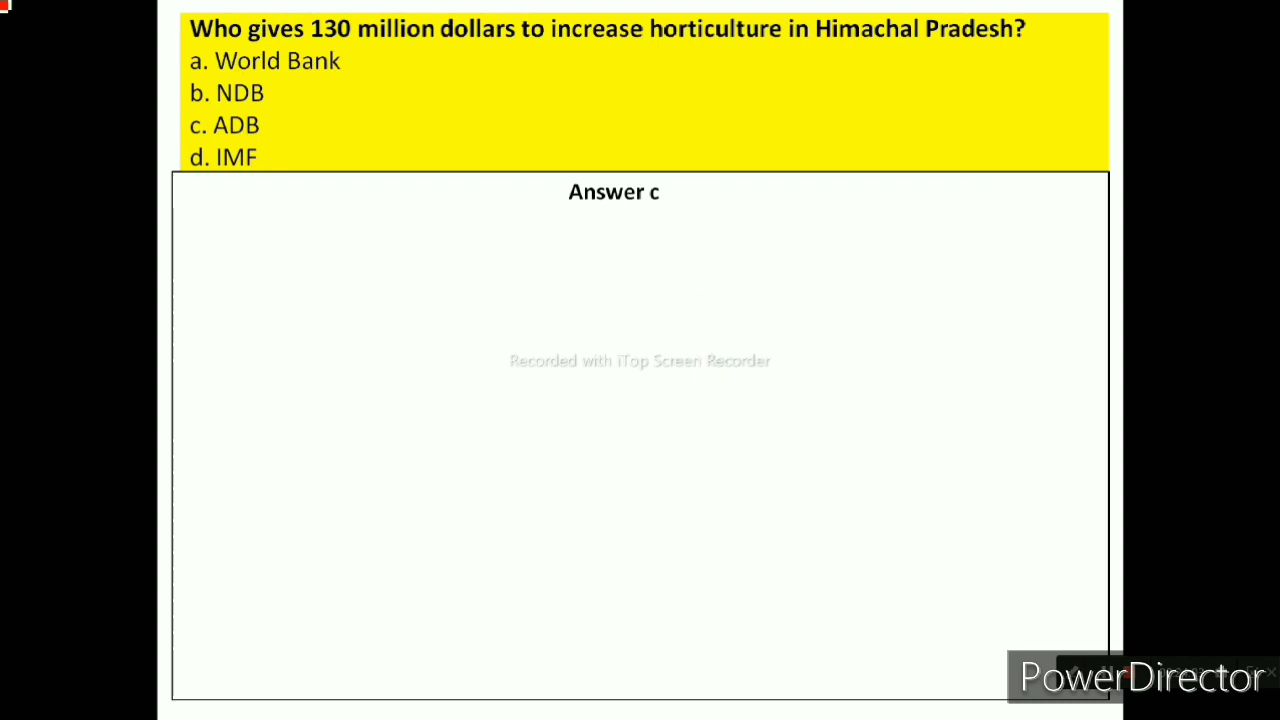 Who gives 130 million dollars to increase horticulture in Himachal Pradesh?
a. World Bank
b. NDB
c. ADB
d. IMF
Answer c
Recorded with iTop Screen Recorder
PowerDirector